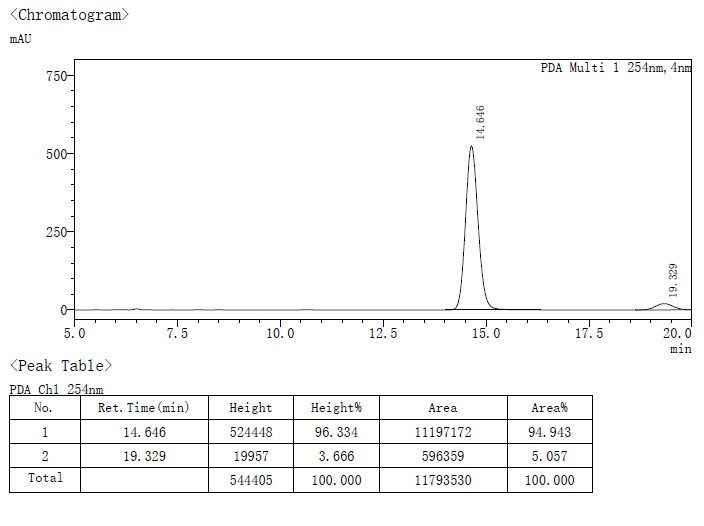 <Chromatogram>
mAU
PDA Multi 1 254nm,4nm
750
500
250
0
14.646
19.329
5.0 7.5 10.0 12.5 15.0 17.5 20.0
min
<Peak Table>
PDA Ch1 254nm
No. Ret.Time(min) Height Height% Area Area%
1 14.646 524448 96.334 11197172 94.943
2 19.329 19957 3.666 596359 5.057
Total 544405 100.000 11793530 100.000